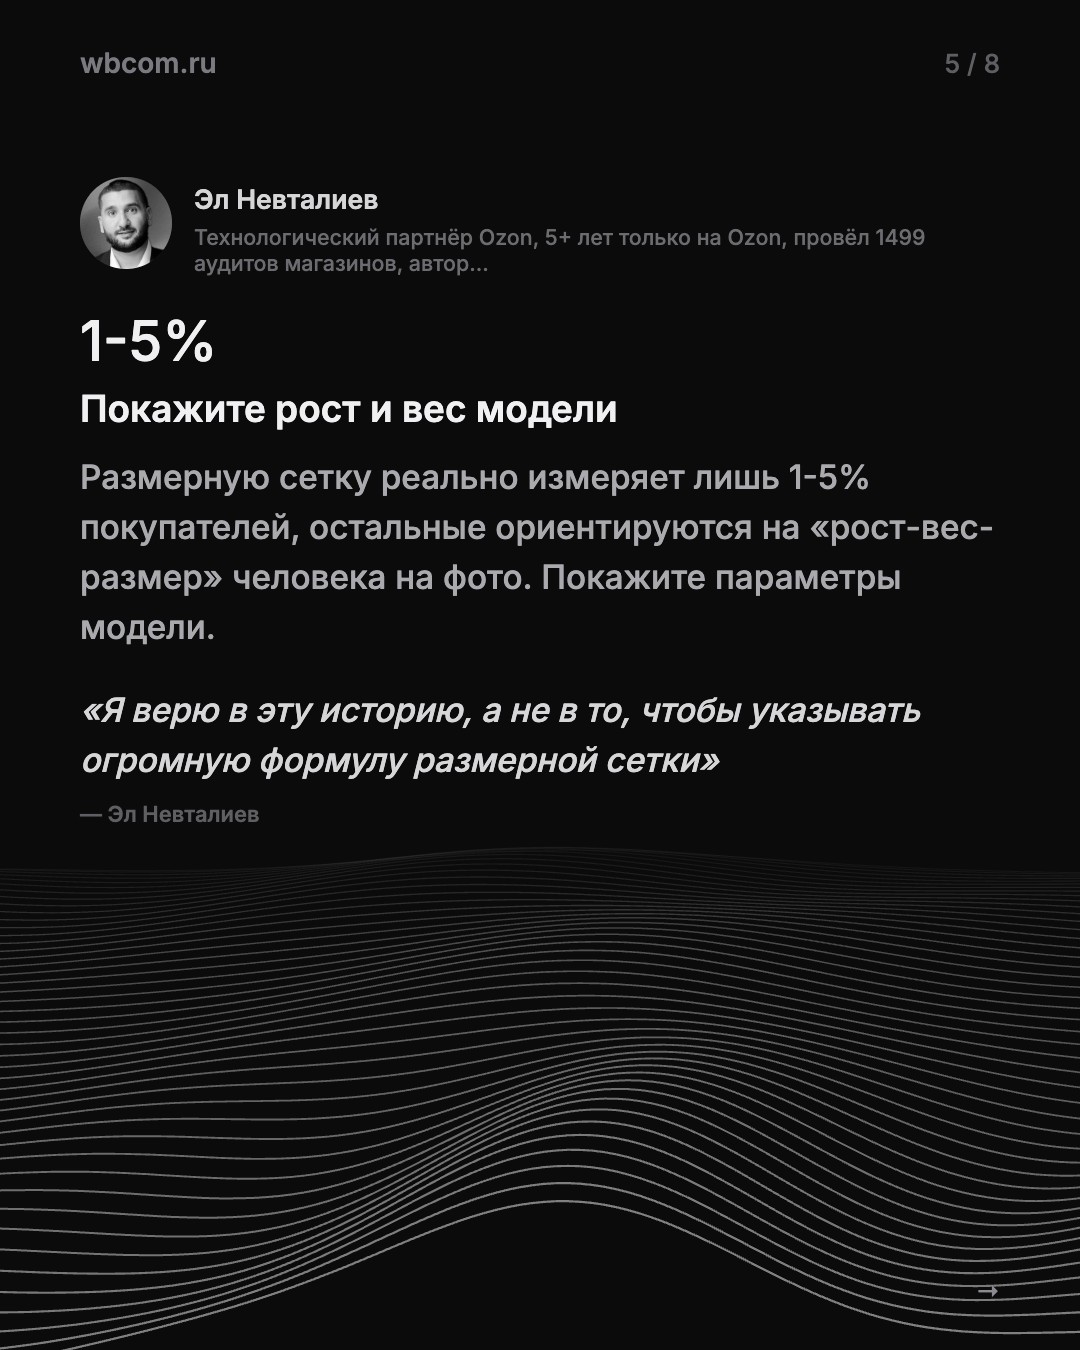 wbcom.ru
5 / 8
Эл Невталиев
Технологический партнёр Ozon, 5+ лет только на Ozon, провёл 1499
аудитов магазинов, автор...
1-5%
Покажите рост и вес модели
Размерную сетку реально измеряет лишь 1-5%
покупателей, остальные ориентируются на «рост-вес-
размер» человека на фото. Покажите параметры
модели.
«Я верю в эту историю, а не в то, чтобы указывать
огромную формулу размерной сетки»
— Эл Невталиев
→